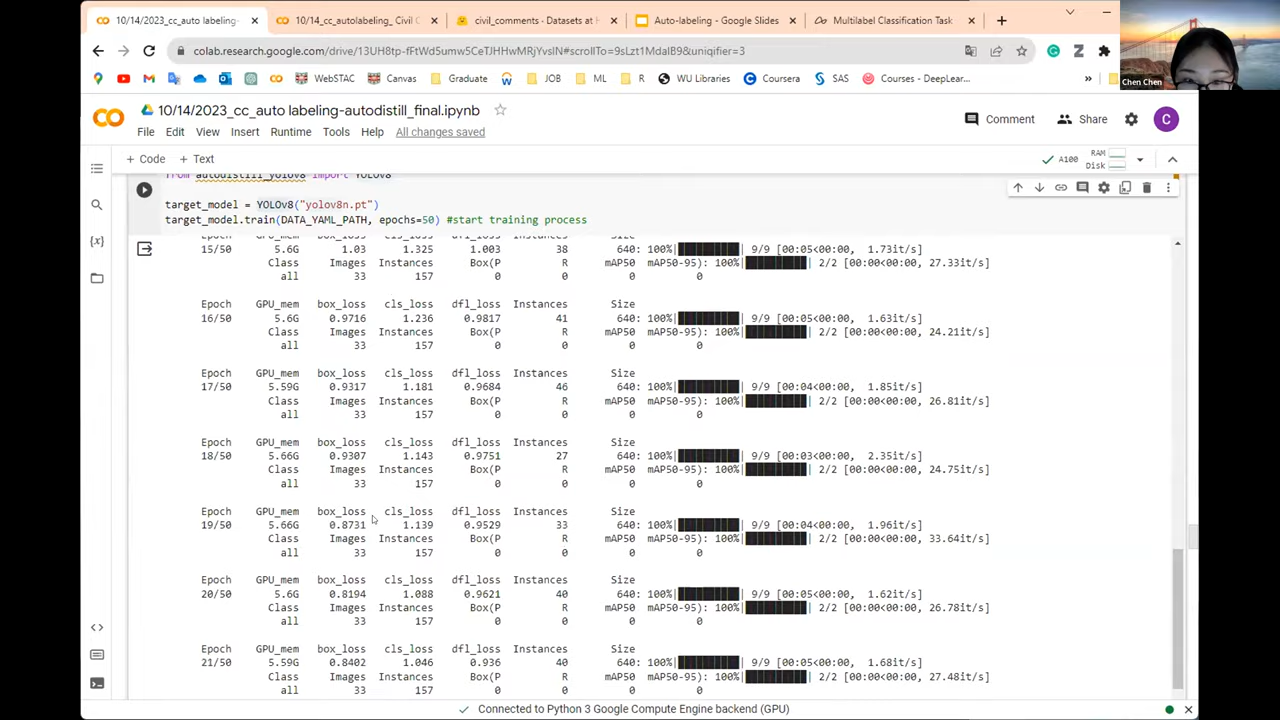 10/14/2023_cc_auto labeling- 10/14_cc_autolabeling_ Civil C civil_comments · Datasets at H Auto-labeling - Google Slides Multilabel Classification Task
colab.research.google.com/drive/13UH8tp-fFtWd5umw5CeTJHHwMRjYvslN#scrollTo=9sLzt1MdalB9&uniqifier=3
WebSTAC Canvas Graduate JOB ML R WU Libraries Coursera SAS Courses - DeepLear... »
Chen Chen
10/14/2023_cc_auto labeling-autodistill_final.ipynb
Comment Share C
File Edit View Insert Runtime Tools Help All changes saved
+ Code + Text A100 RAM Disk
from autodistill_yolov8 import YOLOv8
target_model = YOLOv8("yolov8n.pt")
target_model.train(DATA_YAML_PATH, epochs=50) #start training process
Epoch GPU_mem box_loss cls_loss dfl_loss Instances Size
15/50 5.6G 1.03 1.325 1.003 38 640: 100%|██████████| 9/9 [00:05<00:00, 1.73it/s]
Class Images Instances Box(P R mAP50 mAP50-95): 100%|██████████| 2/2 [00:00<00:00, 27.33it/s]
all 33 157 0 0 0 0
Epoch GPU_mem box_loss cls_loss dfl_loss Instances Size
16/50 5.6G 0.9716 1.236 0.9817 41 640: 100%|██████████| 9/9 [00:05<00:00, 1.63it/s]
Class Images Instances Box(P R mAP50 mAP50-95): 100%|██████████| 2/2 [00:00<00:00, 24.21it/s]
all 33 157 0 0 0 0
Epoch GPU_mem box_loss cls_loss dfl_loss Instances Size
17/50 5.59G 0.9317 1.181 0.9684 46 640: 100%|██████████| 9/9 [00:04<00:00, 1.85it/s]
Class Images Instances Box(P R mAP50 mAP50-95): 100%|██████████| 2/2 [00:00<00:00, 26.81it/s]
all 33 157 0 0 0 0
Epoch GPU_mem box_loss cls_loss dfl_loss Instances Size
18/50 5.66G 0.9307 1.143 0.9751 27 640: 100%|██████████| 9/9 [00:03<00:00, 2.35it/s]
Class Images Instances Box(P R mAP50 mAP50-95): 100%|██████████| 2/2 [00:00<00:00, 24.75it/s]
all 33 157 0 0 0 0
Epoch GPU_mem box_loss cls_loss dfl_loss Instances Size
19/50 5.66G 0.8731 1.139 0.9529 33 640: 100%|██████████| 9/9 [00:04<00:00, 1.96it/s]
Class Images Instances Box(P R mAP50 mAP50-95): 100%|██████████| 2/2 [00:00<00:00, 33.64it/s]
all 33 157 0 0 0 0
Epoch GPU_mem box_loss cls_loss dfl_loss Instances Size
20/50 5.6G 0.8194 1.088 0.9621 40 640: 100%|██████████| 9/9 [00:05<00:00, 1.62it/s]
Class Images Instances Box(P R mAP50 mAP50-95): 100%|██████████| 2/2 [00:00<00:00, 26.78it/s]
all 33 157 0 0 0 0
Epoch GPU_mem box_loss cls_loss dfl_loss Instances Size
21/50 5.59G 0.8402 1.046 0.936 40 640: 100%|██████████| 9/9 [00:05<00:00, 1.68it/s]
Class Images Instances Box(P R mAP50 mAP50-95): 100%|██████████| 2/2 [00:00<00:00, 27.48it/s]
all 33 157 0 0 0 0
Connected to Python 3 Google Compute Engine backend (GPU)